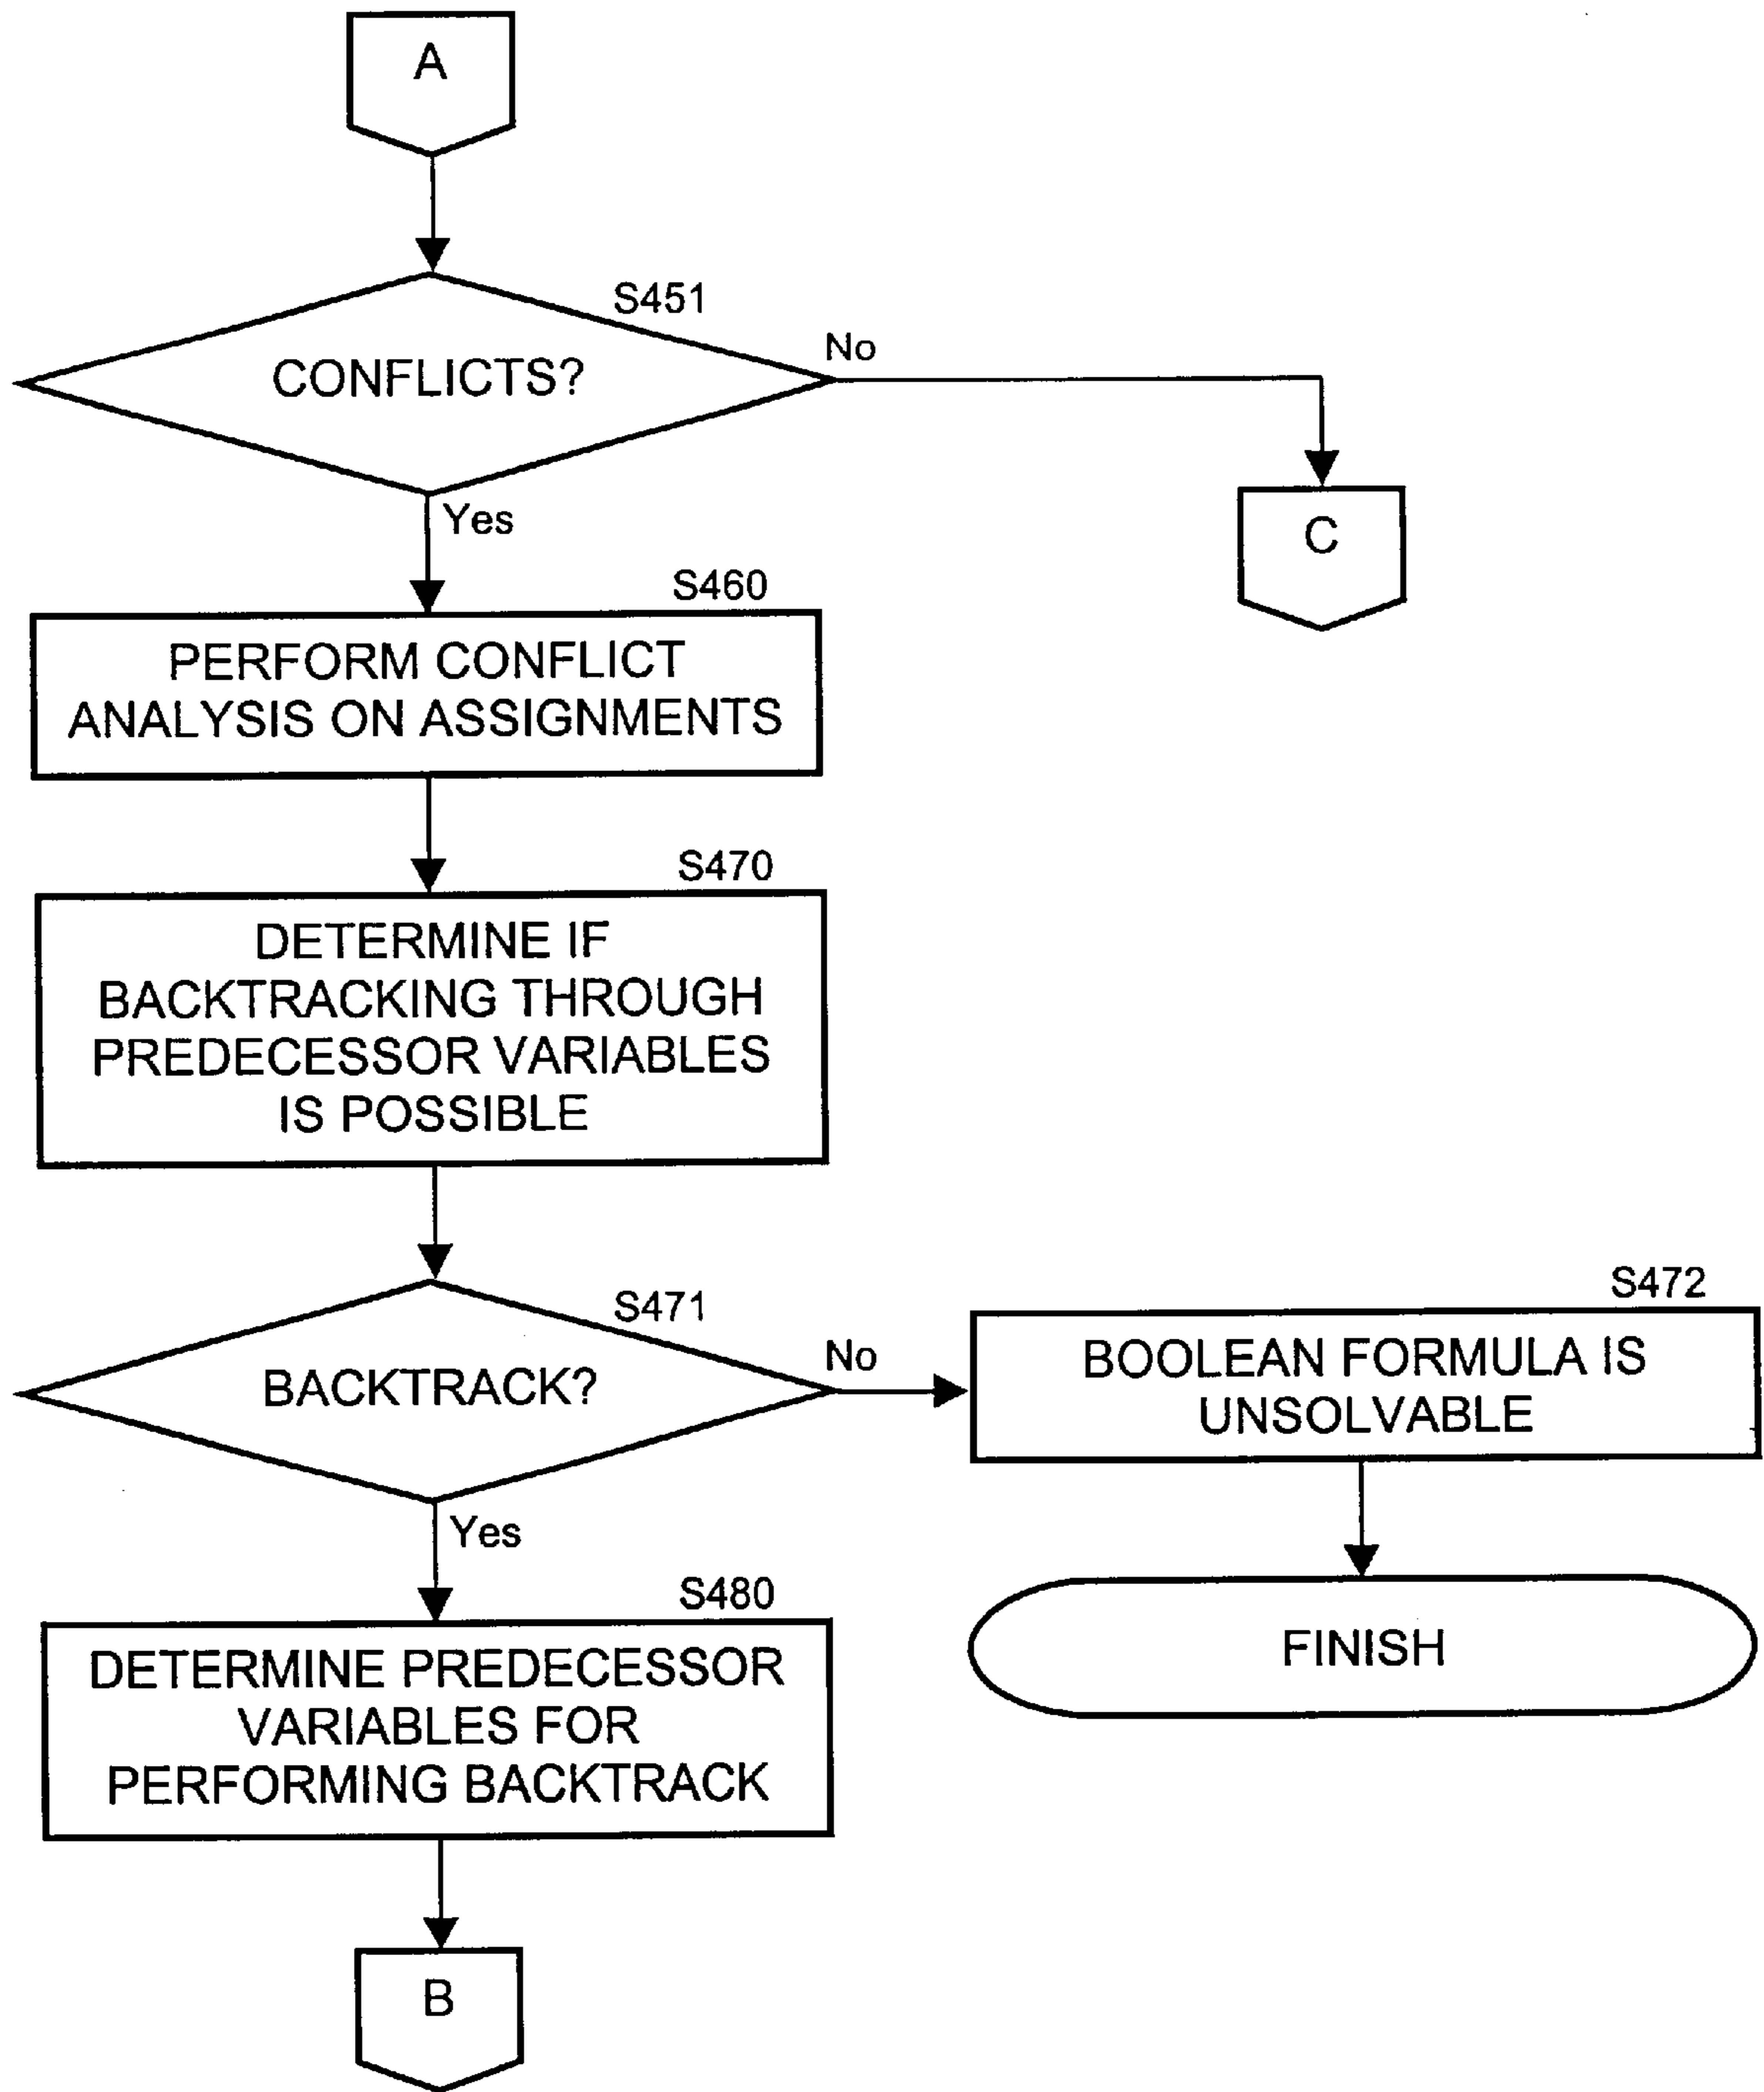 A
S451
CONFLICTS?
No
Yes
C
S460
PERFORM CONFLICT
ANALYSIS ON ASSIGNMENTS
S470
DETERMINE IF
BACKTRACKING THROUGH
PREDECESSOR VARIABLES
IS POSSIBLE
S471
BACKTRACK?
No
Yes
S472
BOOLEAN FORMULA IS
UNSOLVABLE
FINISH
S480
DETERMINE PREDECESSOR
VARIABLES FOR
PERFORMING BACKTRACK
B